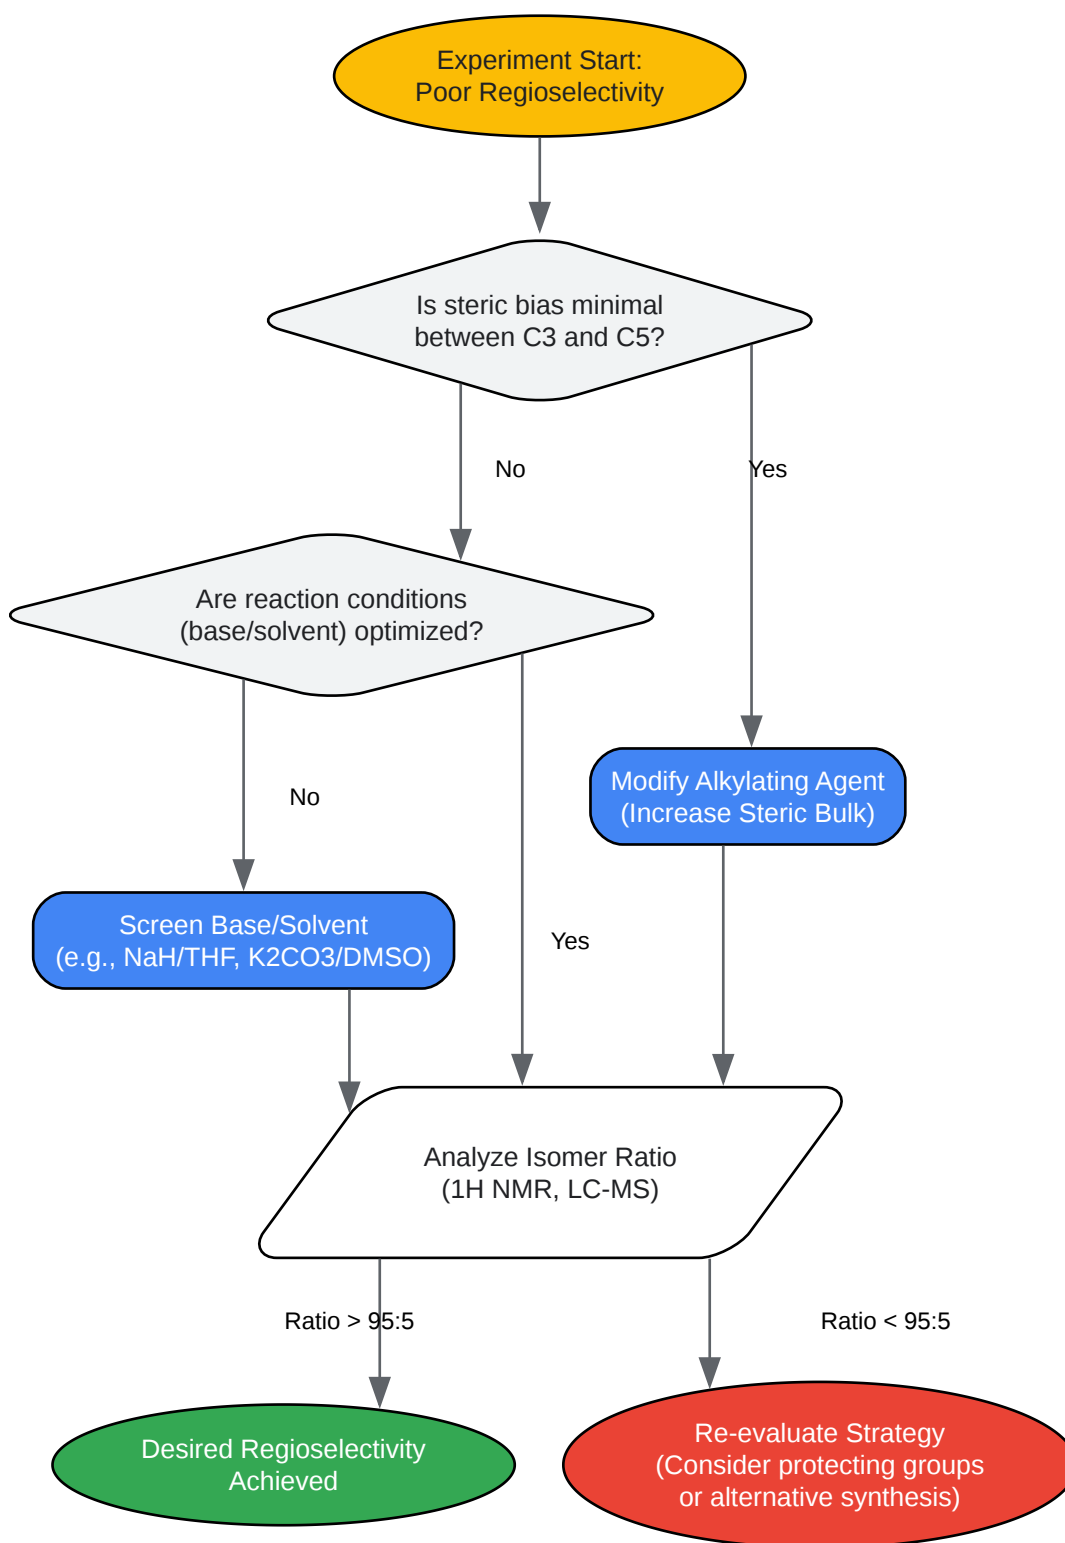 Experiment Start:
Poor Regioselectivity
Is steric bias minimal
between C3 and C5?
No
Yes
Are reaction conditions
(base/solvent) optimized?
No
Modify Alkylating Agent
(Increase Steric Bulk)
Screen Base/Solvent
(e.g., NaH/THF, K2CO3/DMSO)
Yes
Analyze Isomer Ratio
(1H NMR, LC-MS)
Ratio > 95:5
Ratio < 95:5
Desired Regioselectivity
Achieved
Re-evaluate Strategy
(Consider protecting groups
or alternative synthesis)